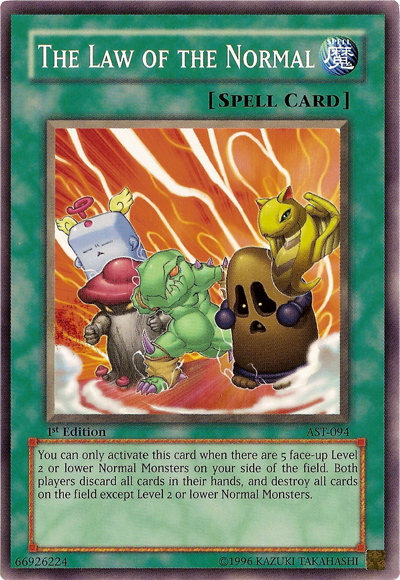 The Law of the Normal
SPELL
魔
[Spell Card]
1st Edition
AST-094
You can only activate this card when there are 5 face-up Level
2 or lower Normal Monsters on your side of the field. Both
players discard all cards in their hands, and destroy all cards
on the field except Level 2 or lower Normal Monsters.
66926224
©1996 KAZUKI TAKAHASHI